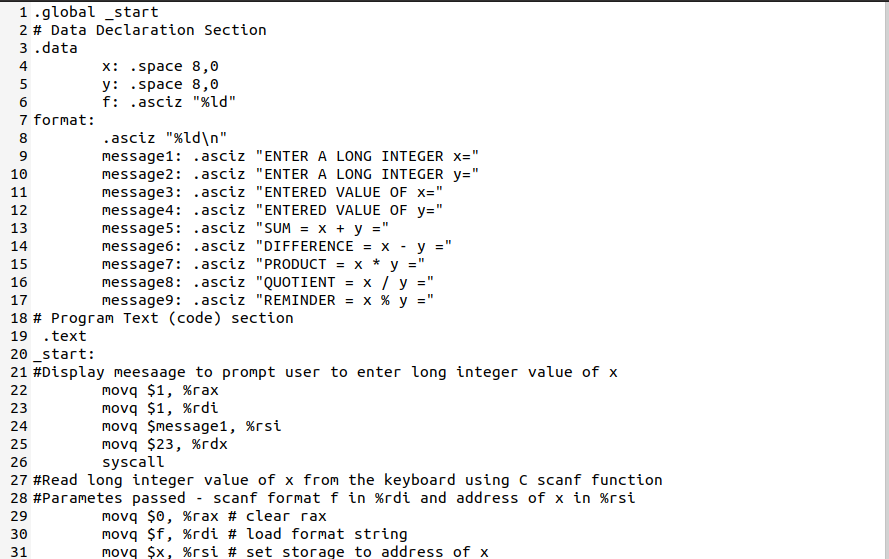 1 .global _start
2 # Data Declaration Section
3 .data
4 x: .space 8,0
5 y: .space 8,0
6 f: .asciz "%ld"
7 format:
8 .asciz "%ld\n"
9 message1: .asciz "ENTER A LONG INTEGER x="
10 message2: .asciz "ENTER A LONG INTEGER y="
11 message3: .asciz "ENTERED VALUE OF x="
12 message4: .asciz "ENTERED VALUE OF y="
13 message5: .asciz "SUM = x + y ="
14 message6: .asciz "DIFFERENCE = x - y ="
15 message7: .asciz "PRODUCT = x * y ="
16 message8: .asciz "QUOTIENT = x / y ="
17 message9: .asciz "REMINDER = x % y ="
18 # Program Text (code) section
19 .text
20 _start:
21 #Display meesaage to prompt user to enter long integer value of x
22 movq $1, %rax
23 movq $1, %rdi
24 movq $message1, %rsi
25 movq $23, %rdx
26 syscall
27 #Read long integer value of x from the keyboard using C scanf function
28 #Parametes passed - scanf format f in %rdi and address of x in %rsi
29 movq $0, %rax # clear rax
30 movq $f, %rdi # load format string
31 movq $x, %rsi # set storage to address of x